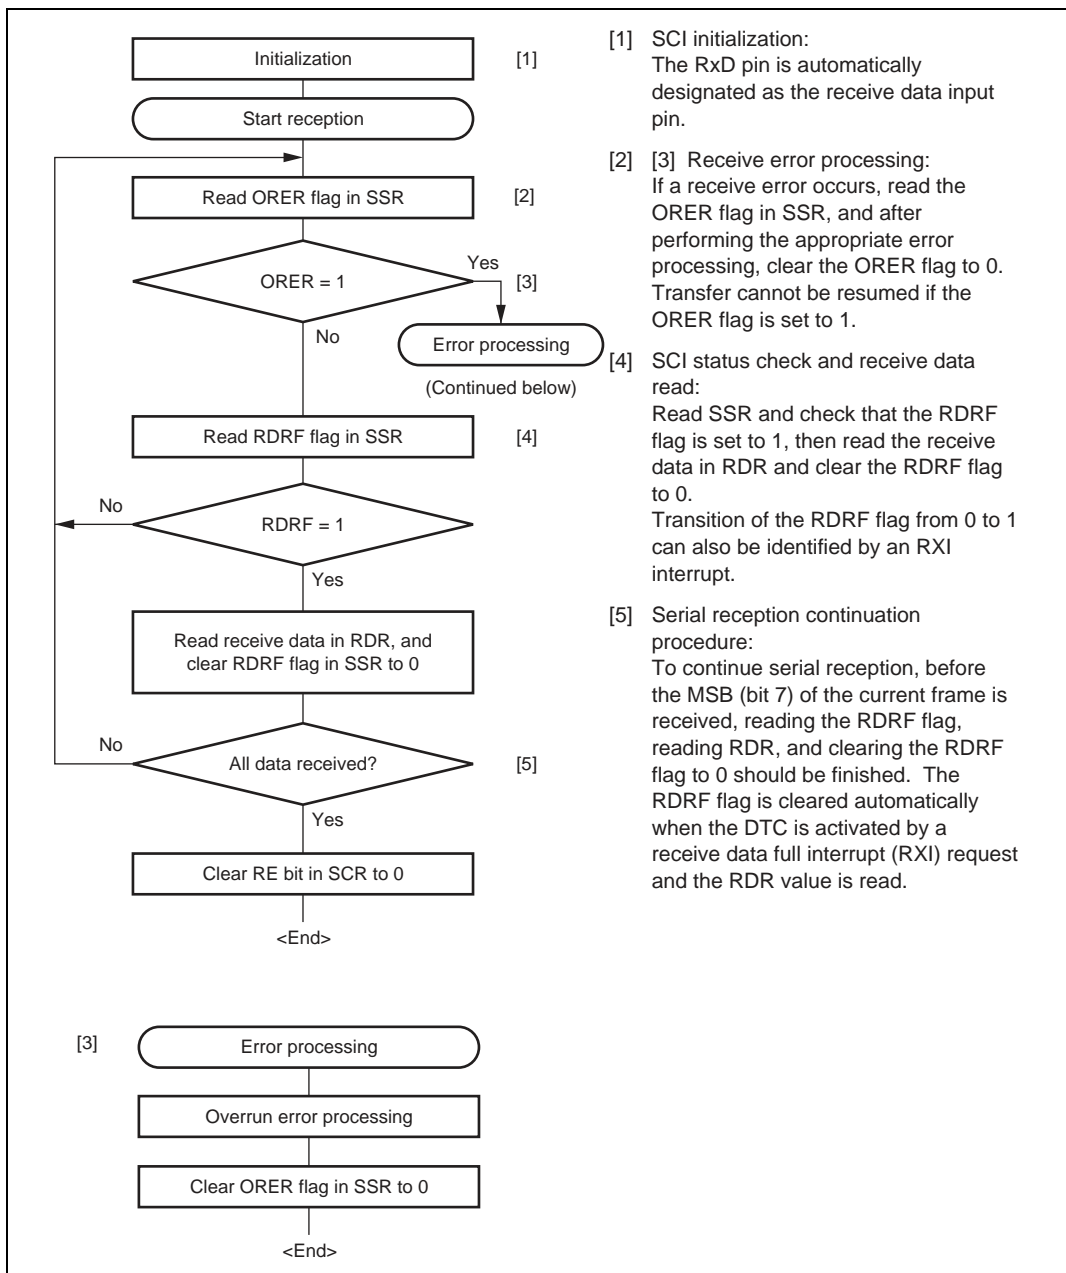 Initialization
[1]
Start reception
Read ORER flag in SSR
[2]
ORER = 1
Yes
[3]
No
Error processing
(Continued below)
Read RDRF flag in SSR
[4]
No
RDRF = 1
Yes
Read receive data in RDR, and
clear RDRF flag in SSR to 0
No
All data received?
[5]
Yes
Clear RE bit in SCR to 0
<End>
[3]
Error processing
Overrun error processing
Clear ORER flag in SSR to 0
<End>
[1] SCI initialization:
The RxD pin is automatically
designated as the receive data input
pin.
[2] [3] Receive error processing:
If a receive error occurs, read the
ORER flag in SSR, and after
performing the appropriate error
processing, clear the ORER flag to 0.
Transfer cannot be resumed if the
ORER flag is set to 1.
[4] SCI status check and receive data
read:
Read SSR and check that the RDRF
flag is set to 1, then read the receive
data in RDR and clear the RDRF flag
to 0.
Transition of the RDRF flag from 0 to 1
can also be identified by an RXI
interrupt.
[5] Serial reception continuation
procedure:
To continue serial reception, before
the MSB (bit 7) of the current frame is
received, reading the RDRF flag,
reading RDR, and clearing the RDRF
flag to 0 should be finished. The
RDRF flag is cleared automatically
when the DTC is activated by a
receive data full interrupt (RXI) request
and the RDR value is read.